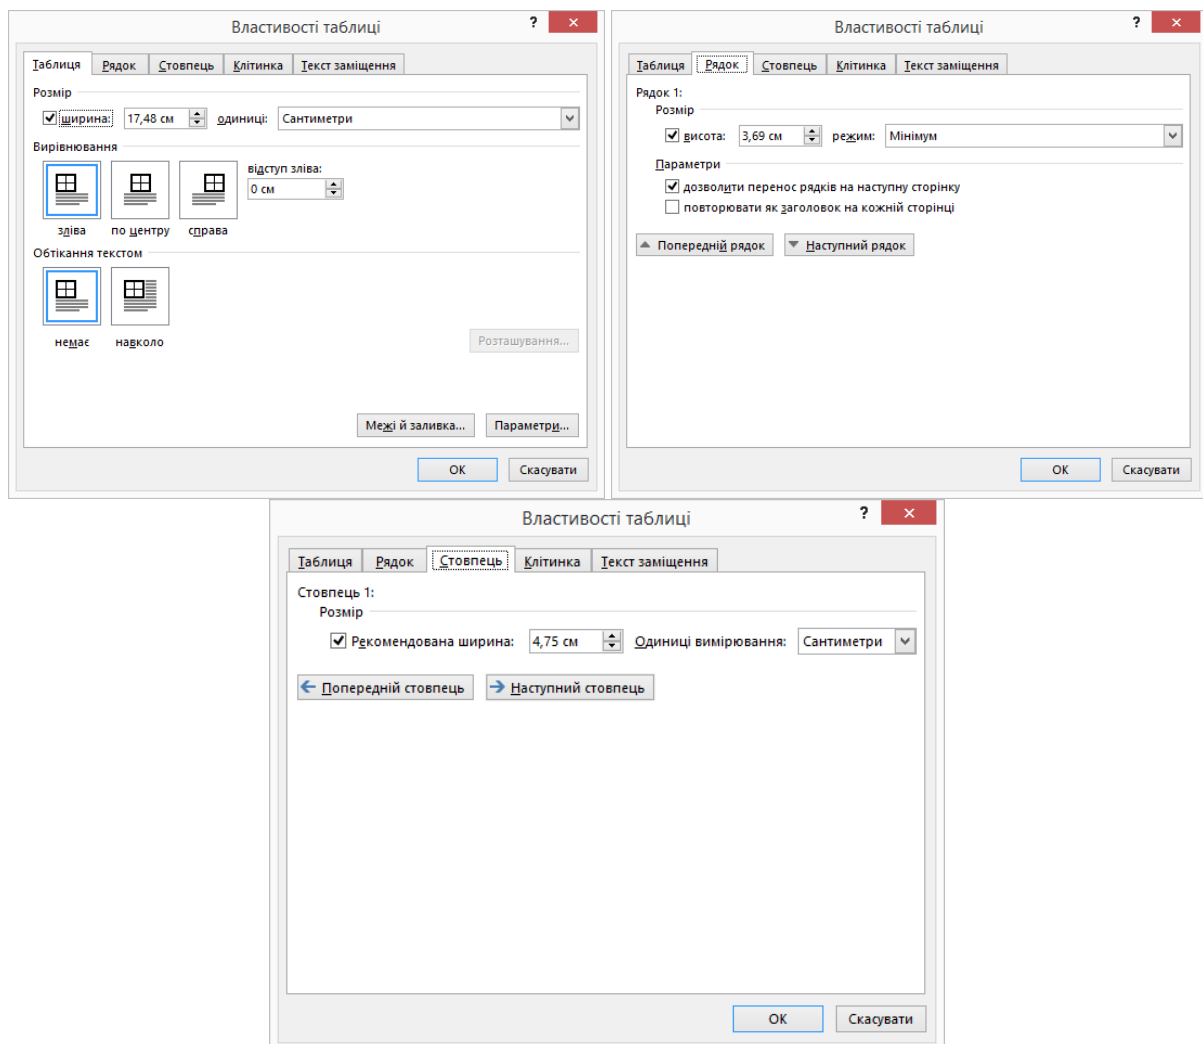 Властивості таблиці ? ×
Таблиця Рядок Стовпець Клітинка Текст заміщення
Розмір
ширина: 17,48 см одиниці: Сантиметри
Вирівнювання
відступ зліва:
0 см
зліва по центру справа
Обтікання текстом
немає навколо
Розташування...
Межі й заливка... Параметри...
ОК Скасувати
Властивості таблиці ? ×
Таблиця Рядок Стовпець Клітинка Текст заміщення
Рядок 1:
Розмір
висота: 3,69 см режим: Мінімум
Параметри
дозволити перенос рядків на наступну сторінку
повторювати як заголовок на кожній сторінці
Попередній рядок Наступний рядок
ОК Скасувати
Властивості таблиці ? ×
Таблиця Рядок Стовпець Клітинка Текст заміщення
Стовпець 1:
Розмір
Рекомендована ширина: 4,75 см Одиниці вимірювання: Сантиметри
Попередній стовпець Наступний стовпець
ОК Скасувати